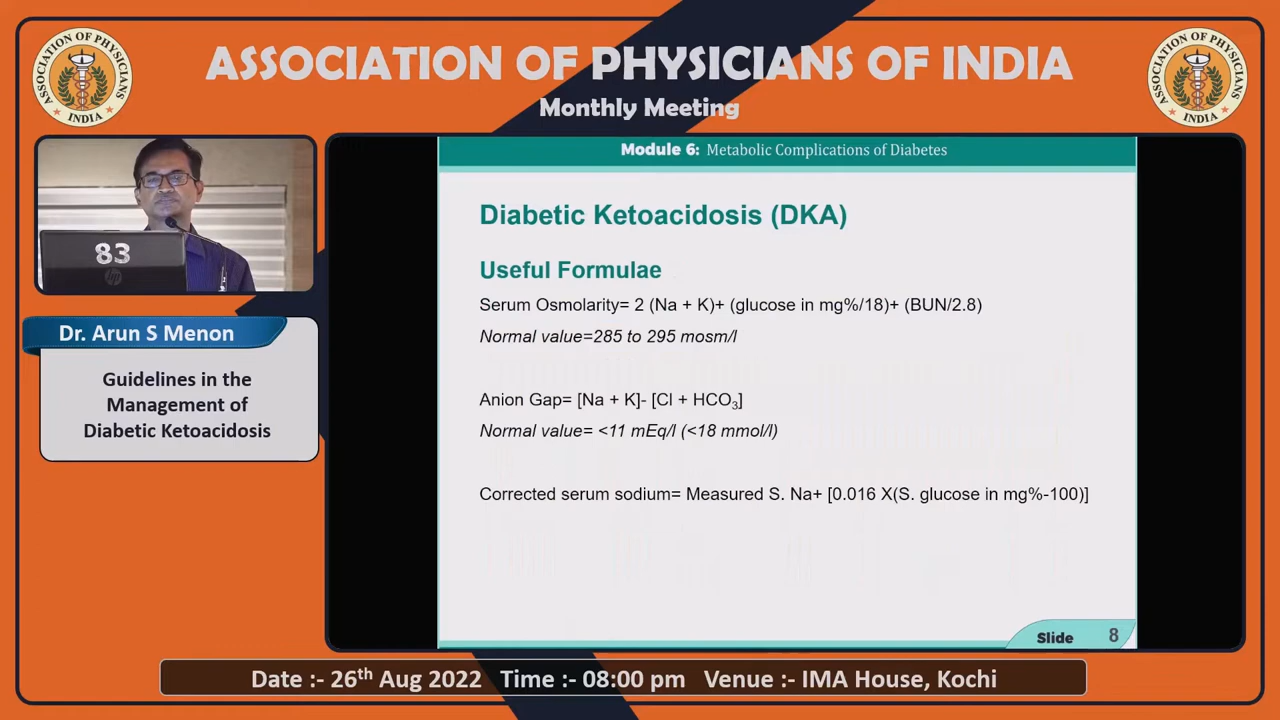 ASSOCIATION OF PHYSICIANS OF INDIA
Monthly Meeting
ASSOCIATION OF PHYSICIANS
INDIA
ASSOCIATION OF PHYSICIANS
INDIA
83
hp
Dr. Arun S Menon
Guidelines in the
Management of
Diabetic Ketoacidosis
Module 6: Metabolic Complications of Diabetes
Diabetic Ketoacidosis (DKA)
Useful Formulae
Serum Osmolarity= 2 (Na + K)+ (glucose in mg%/18)+ (BUN/2.8)
Normal value=285 to 295 mosm/l
Anion Gap= [Na + K]- [Cl + HCO₃]
Normal value= <11 mEq/l (<18 mmol/l)
Corrected serum sodium= Measured S. Na+ [0.016 X(S. glucose in mg%-100)]
Slide 8
Date :- 26th Aug 2022 Time :- 08:00 pm Venue :- IMA House, Kochi